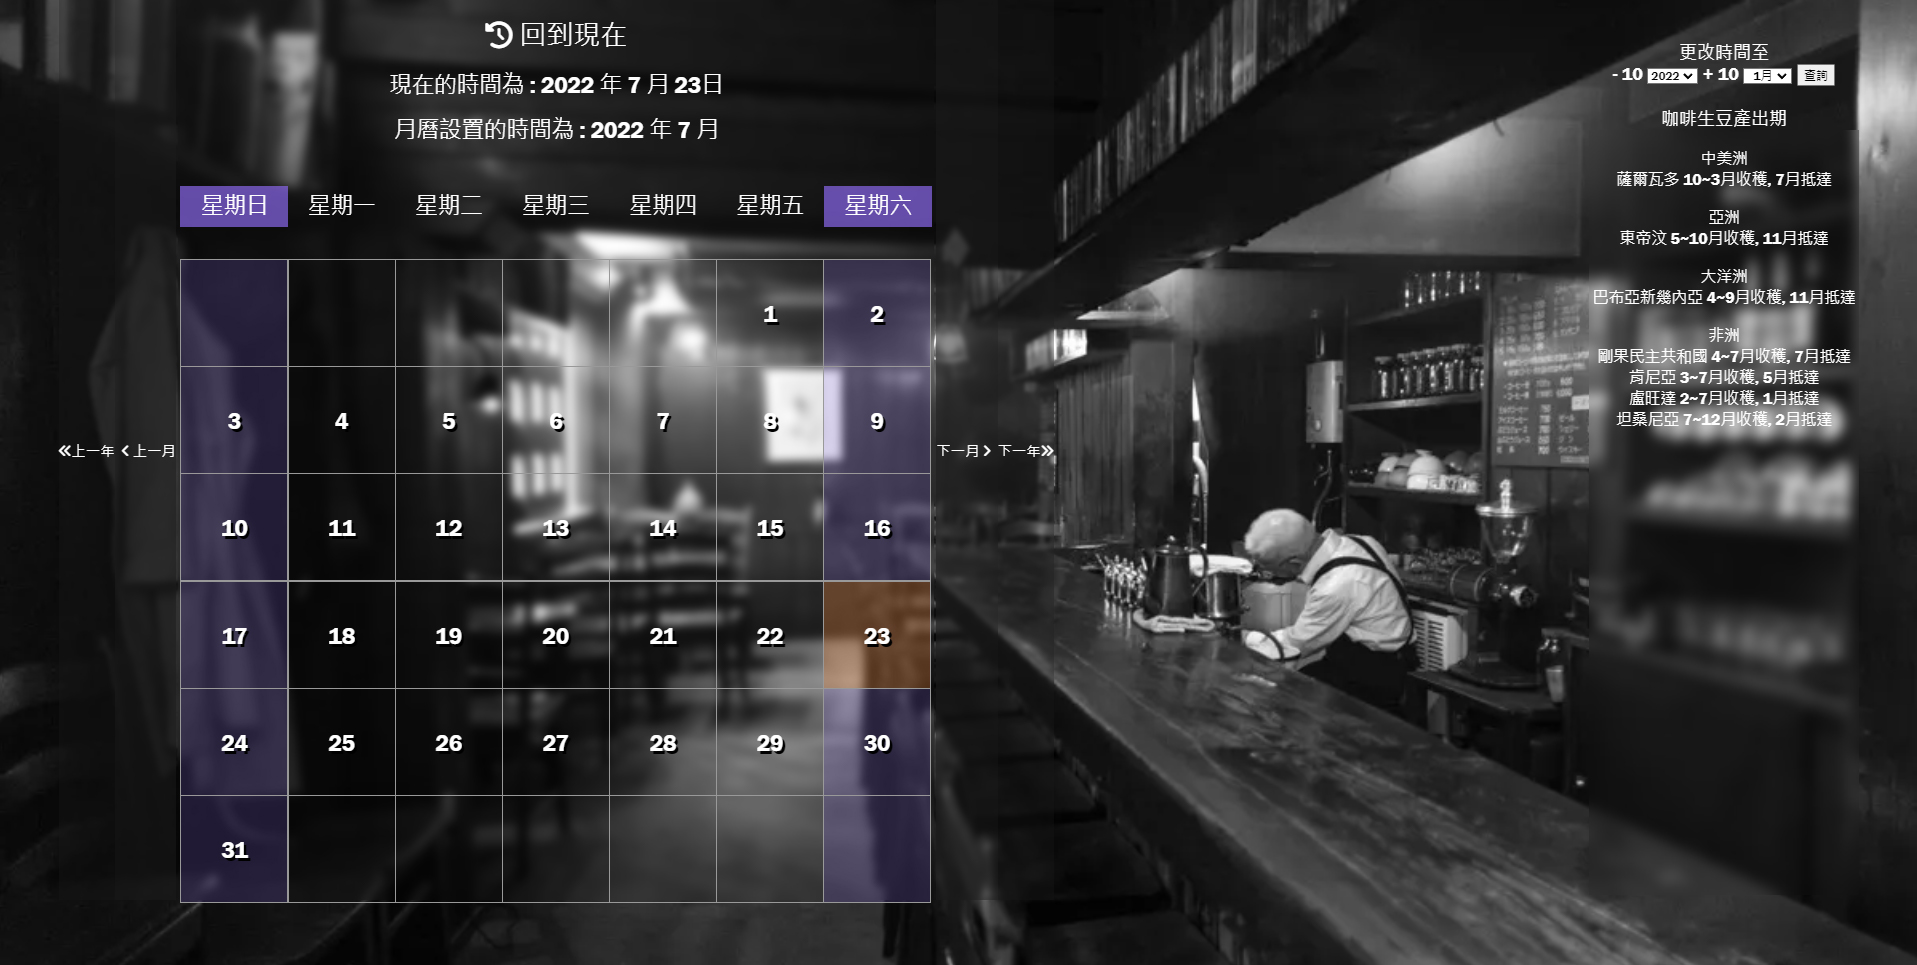 回到現在
現在的時間為 : 2022 年 7 月 23日
月曆設置的時間為 : 2022 年 7 月
星期日 星期一 星期二 星期三 星期四 星期五 星期六
1 2
3 4 5 6 7 8 9
上一年 上一月
下一月 下一年
10 11 12 13 14 15 16
17 18 19 20 21 22 23
24 25 26 27 28 29 30
31
更改時間至
- 10 2022 + 10 1月 查詢
咖啡生豆產出期
中美洲
薩爾瓦多 10~3月收穫, 7月抵達
亞洲
東帝汶 5~10月收穫, 11月抵達
大洋洲
巴布亞新幾內亞 4~9月收穫, 11月抵達
非洲
剛果民主共和國 4~7月收穫, 7月抵達
肯尼亞 3~7月收穫, 5月抵達
盧旺達 2~7月收穫, 1月抵達
坦桑尼亞 7~12月收穫, 2月抵達